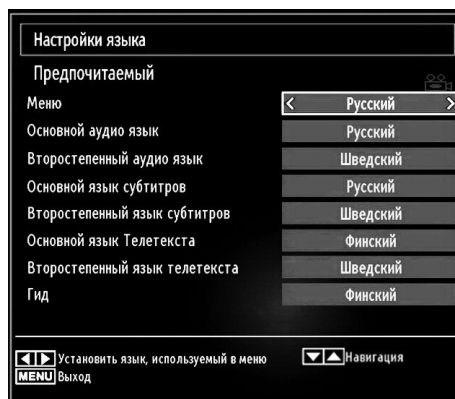 Настройки языка
Предпочитаемый
Меню < Русский >
Основной аудио язык Русский
Второстепенный аудио язык Шведский
Основной язык субтитров Русский
Второстепенный язык субтитров Шведский
Основной язык Телетекста Финский
Второстепенный язык телетекста Шведский
Гид Финский
Установить язык, используемый в меню Навигация
MENU Выход